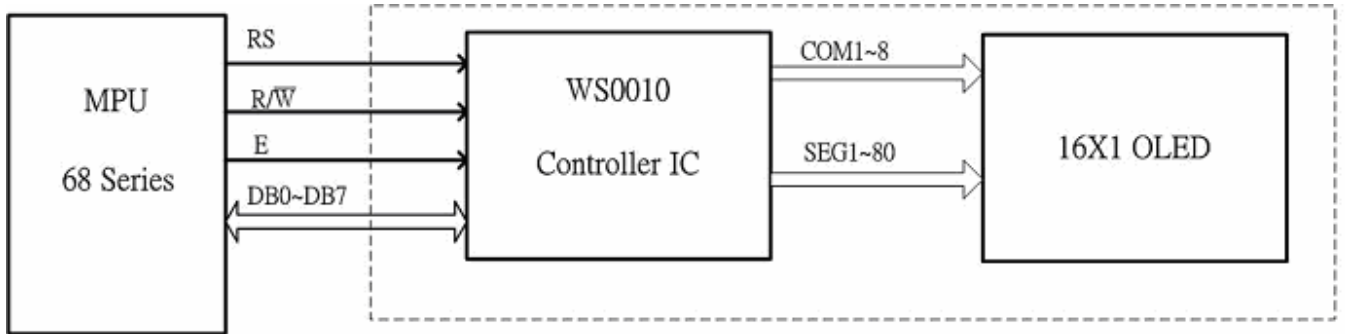 MPU
68 Series
RS
R/W̅
E
DB0~DB7
WS0010
Controller IC
COM1~8
SEG1~80
16X1 OLED